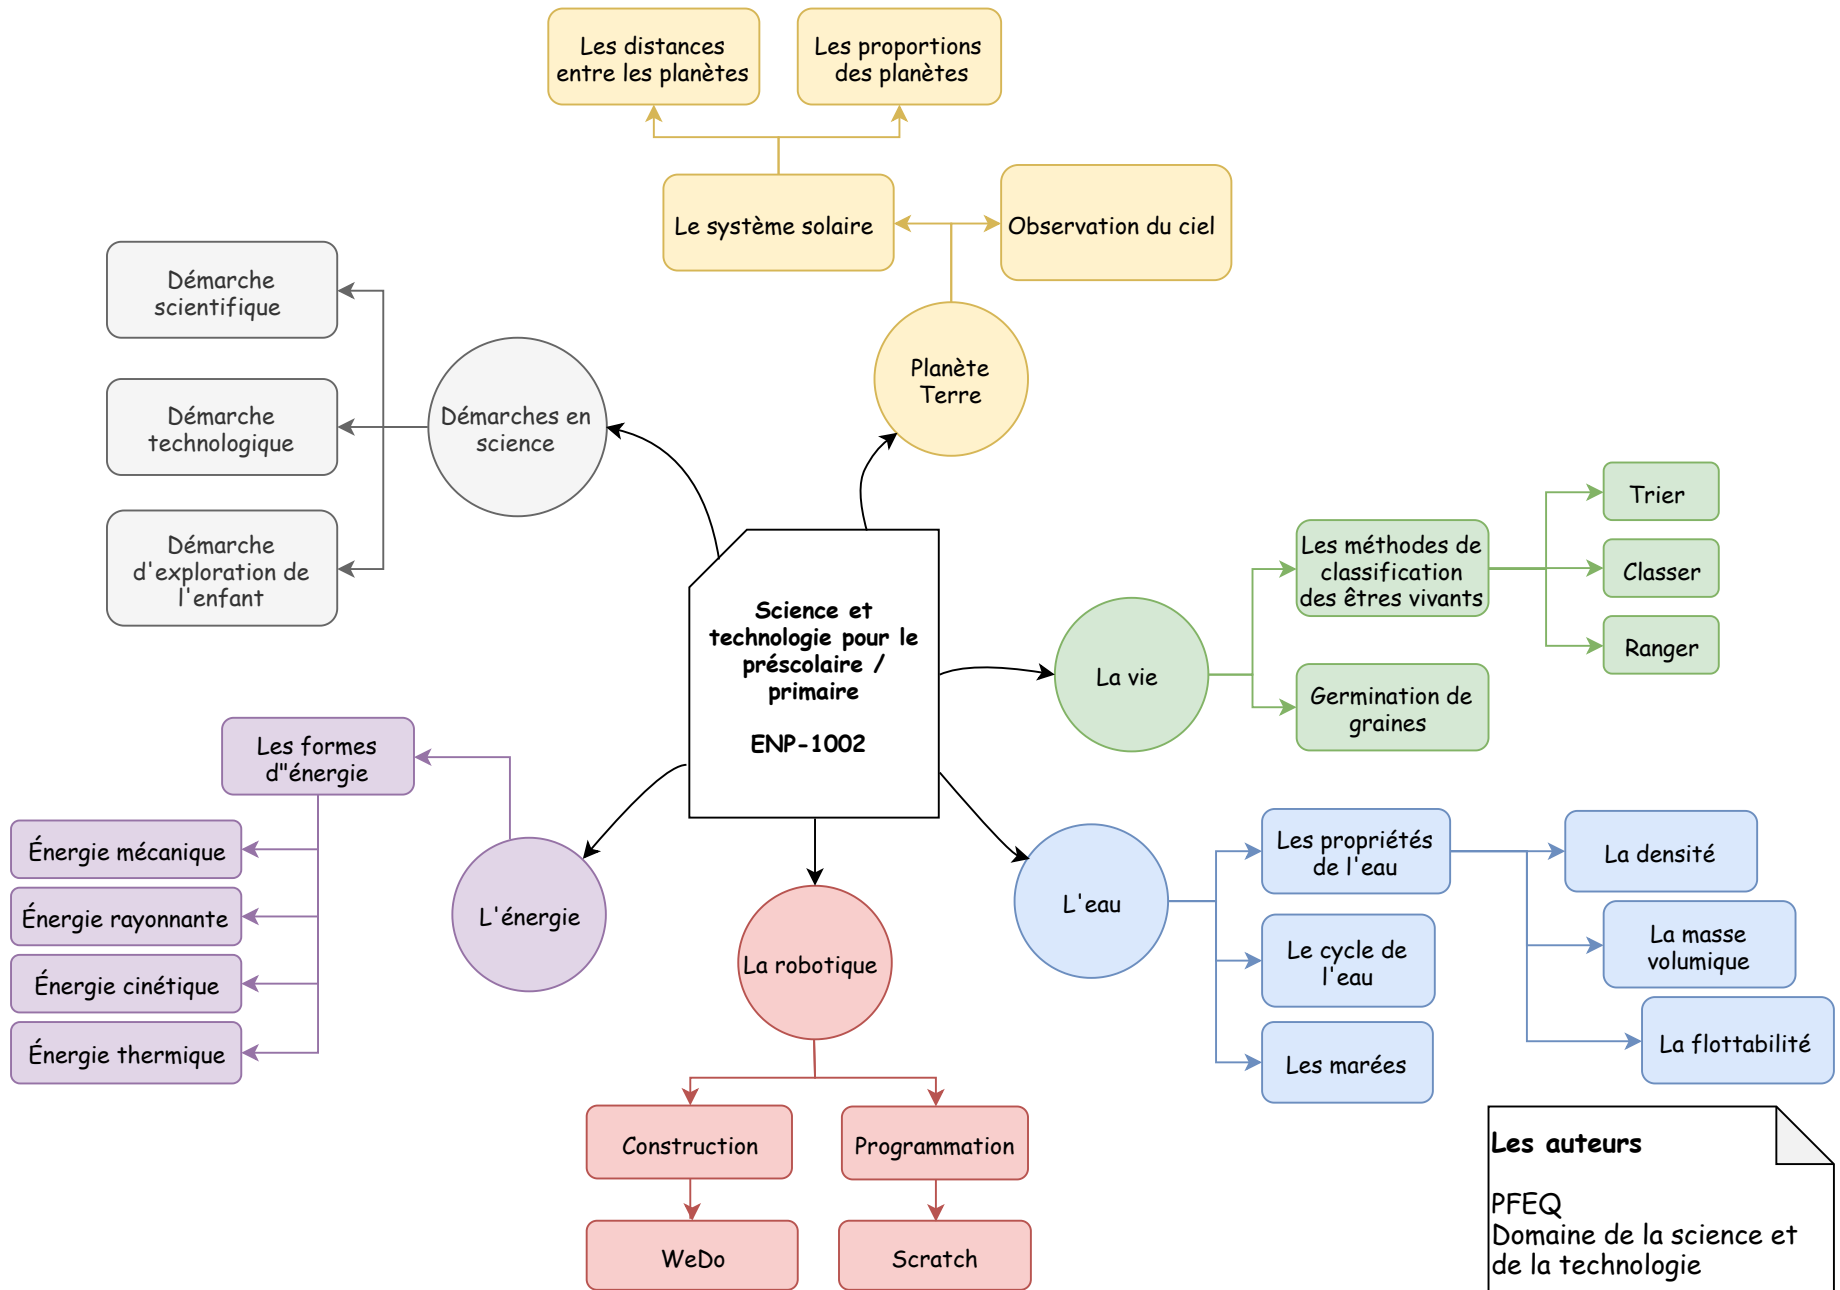 Les distances
entre les planètes
Les proportions
des planètes
Le système solaire
Observation du ciel
Planète
Terre
Démarche
scientifique
Démarche
technologique
Démarche
d'exploration de
l'enfant
Démarches en
science
Science et
technologie pour le
préscolaire /
primaire
ENP-1002
La vie
Les méthodes de
classification
des êtres vivants
Germination de
graines
Trier
Classer
Ranger
Les formes
d"énergie
Énergie mécanique
Énergie rayonnante
Énergie cinétique
Énergie thermique
L'énergie
La robotique
Construction
Programmation
WeDo
Scratch
L'eau
Les propriétés
de l'eau
Le cycle de
l'eau
Les marées
La densité
La masse
volumique
La flottabilité
Les auteurs
PFEQ
Domaine de la science et
de la technologie